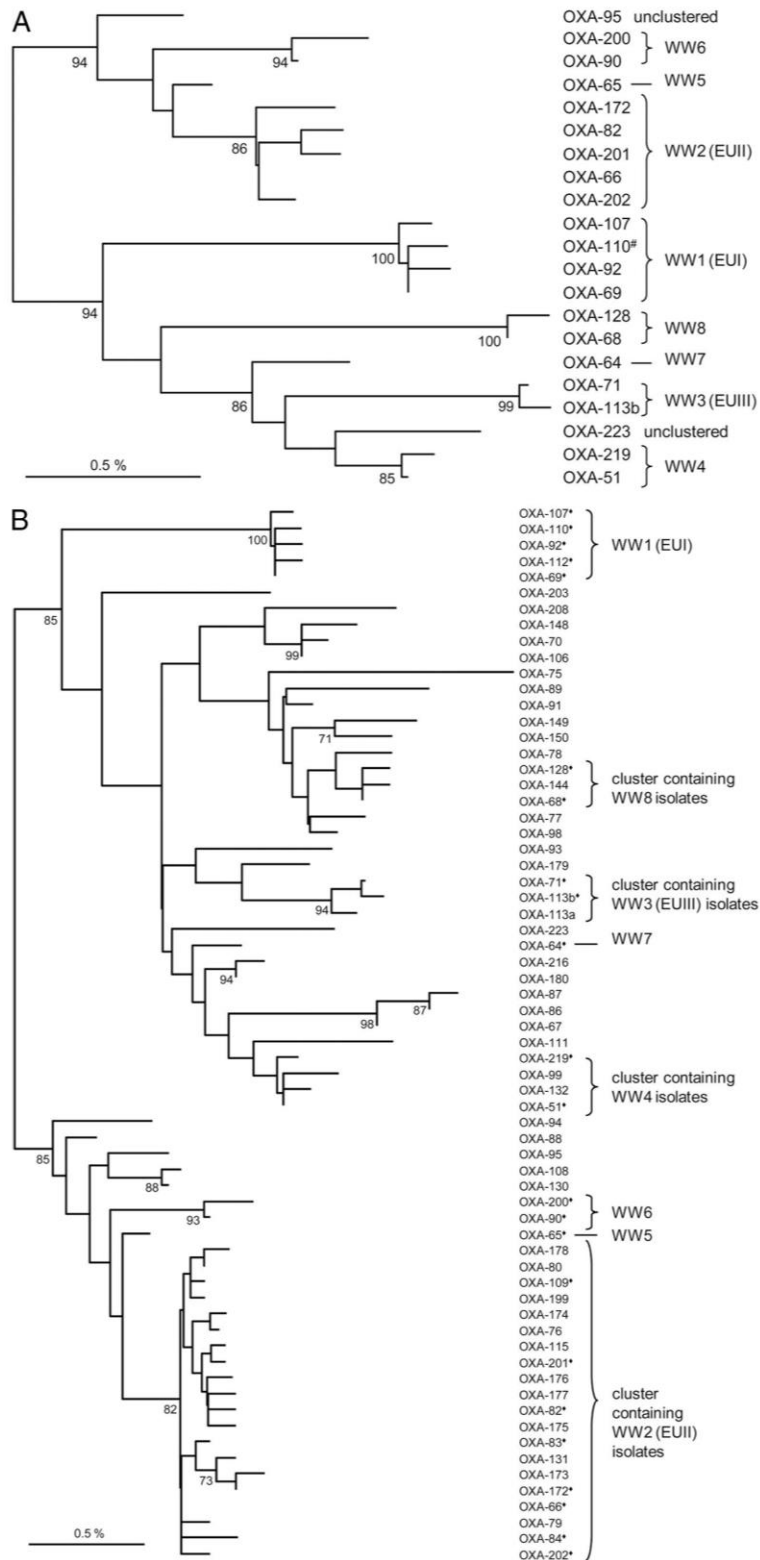 A
OXA-95 unclustered
OXA-200
WW6
OXA-90
94
94
OXA-65 WW5
OXA-172
OXA-82
86
OXA-201
WW2 (EUII)
OXA-66
OXA-202
OXA-107
OXA-110#
100
WW1 (EUI)
OXA-92
OXA-69
94
OXA-128
WW8
100
OXA-68
OXA-64 WW7
OXA-71
86
99
WW3 (EUIII)
OXA-113b
OXA-223 unclustered
0.5 %
OXA-219
WW4
85
OXA-51
B
OXA-107♦
OXA-110♦
100
OXA-92♦
WW1 (EUI)
OXA-112♦
OXA-69♦
OXA-203
85
OXA-208
OXA-148
OXA-70
99
OXA-106
OXA-75
OXA-89
OXA-91
OXA-149
71
OXA-150
OXA-78
OXA-128♦
cluster containing
OXA-144
WW8 isolates
OXA-68♦
OXA-77
OXA-98
OXA-93
OXA-179
OXA-71♦
cluster containing
OXA-113b♦
WW3 (EUIII) isolates
94
OXA-113a
OXA-223
OXA-64♦ WW7
OXA-216
94
OXA-180
OXA-87
87
OXA-86
98
OXA-67
OXA-111
OXA-219♦
OXA-99
cluster containing
OXA-132
WW4 isolates
OXA-51♦
OXA-94
OXA-88
85
OXA-95
OXA-108
88
OXA-130
OXA-200♦
WW6
93
OXA-90♦
OXA-65♦ WW5
OXA-178
OXA-80
OXA-109♦
OXA-199
OXA-174
OXA-76
OXA-115
OXA-201♦
OXA-176
OXA-177
cluster
82
OXA-82♦
containing
OXA-175
WW2 (EUII)
OXA-83♦
isolates
OXA-131
73
OXA-173
OXA-172♦
OXA-66♦
0.5 %
OXA-79
OXA-84♦
OXA-202♦